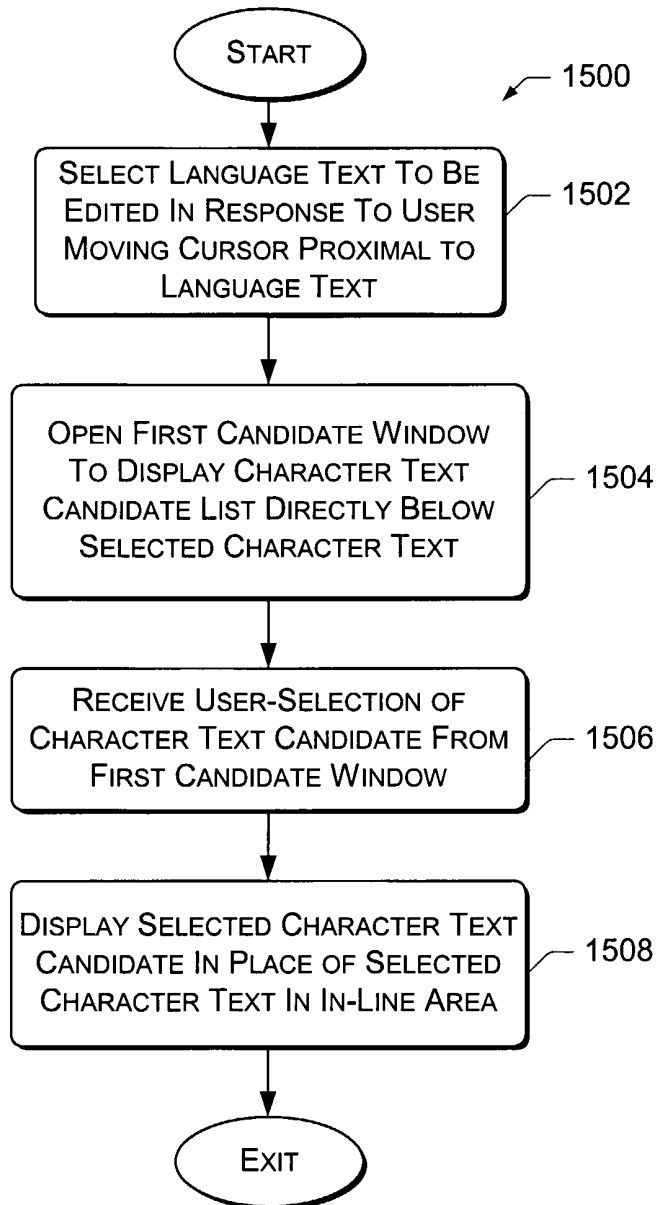 START
1500
SELECT LANGUAGE TEXT TO BE
EDITED IN RESPONSE TO USER
MOVING CURSOR PROXIMAL TO
LANGUAGE TEXT
1502
OPEN FIRST CANDIDATE WINDOW
TO DISPLAY CHARACTER TEXT
CANDIDATE LIST DIRECTLY BELOW
SELECTED CHARACTER TEXT
1504
RECEIVE USER-SELECTION OF
CHARACTER TEXT CANDIDATE FROM
FIRST CANDIDATE WINDOW
1506
DISPLAY SELECTED CHARACTER TEXT
CANDIDATE IN PLACE OF SELECTED
CHARACTER TEXT IN IN-LINE AREA
1508
EXIT